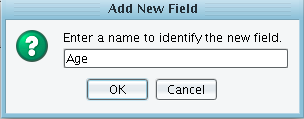 Add New Field
Enter a name to identify the new field.
Age
OK Cancel